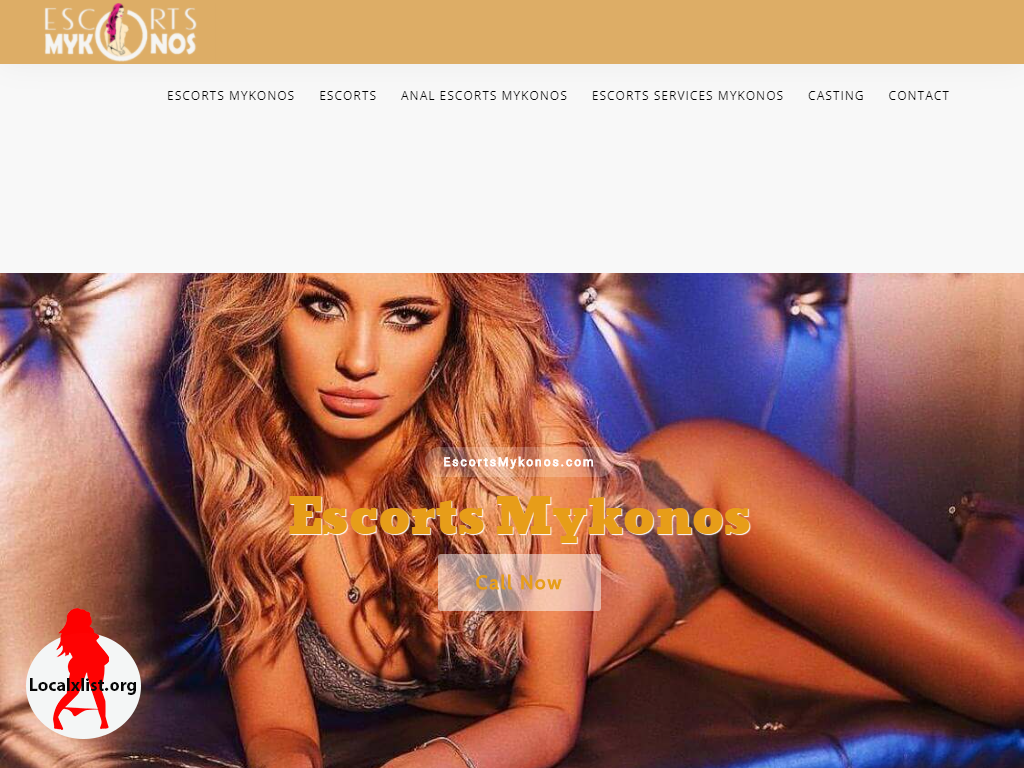 ESCORTS
MYKONOS
ESCORTS MYKONOS ESCORTS ANAL ESCORTS MYKONOS ESCORTS SERVICES MYKONOS CASTING CONTACT
EscortsMykonos.com
Escorts Mykonos
Call Now
Localxlist.org